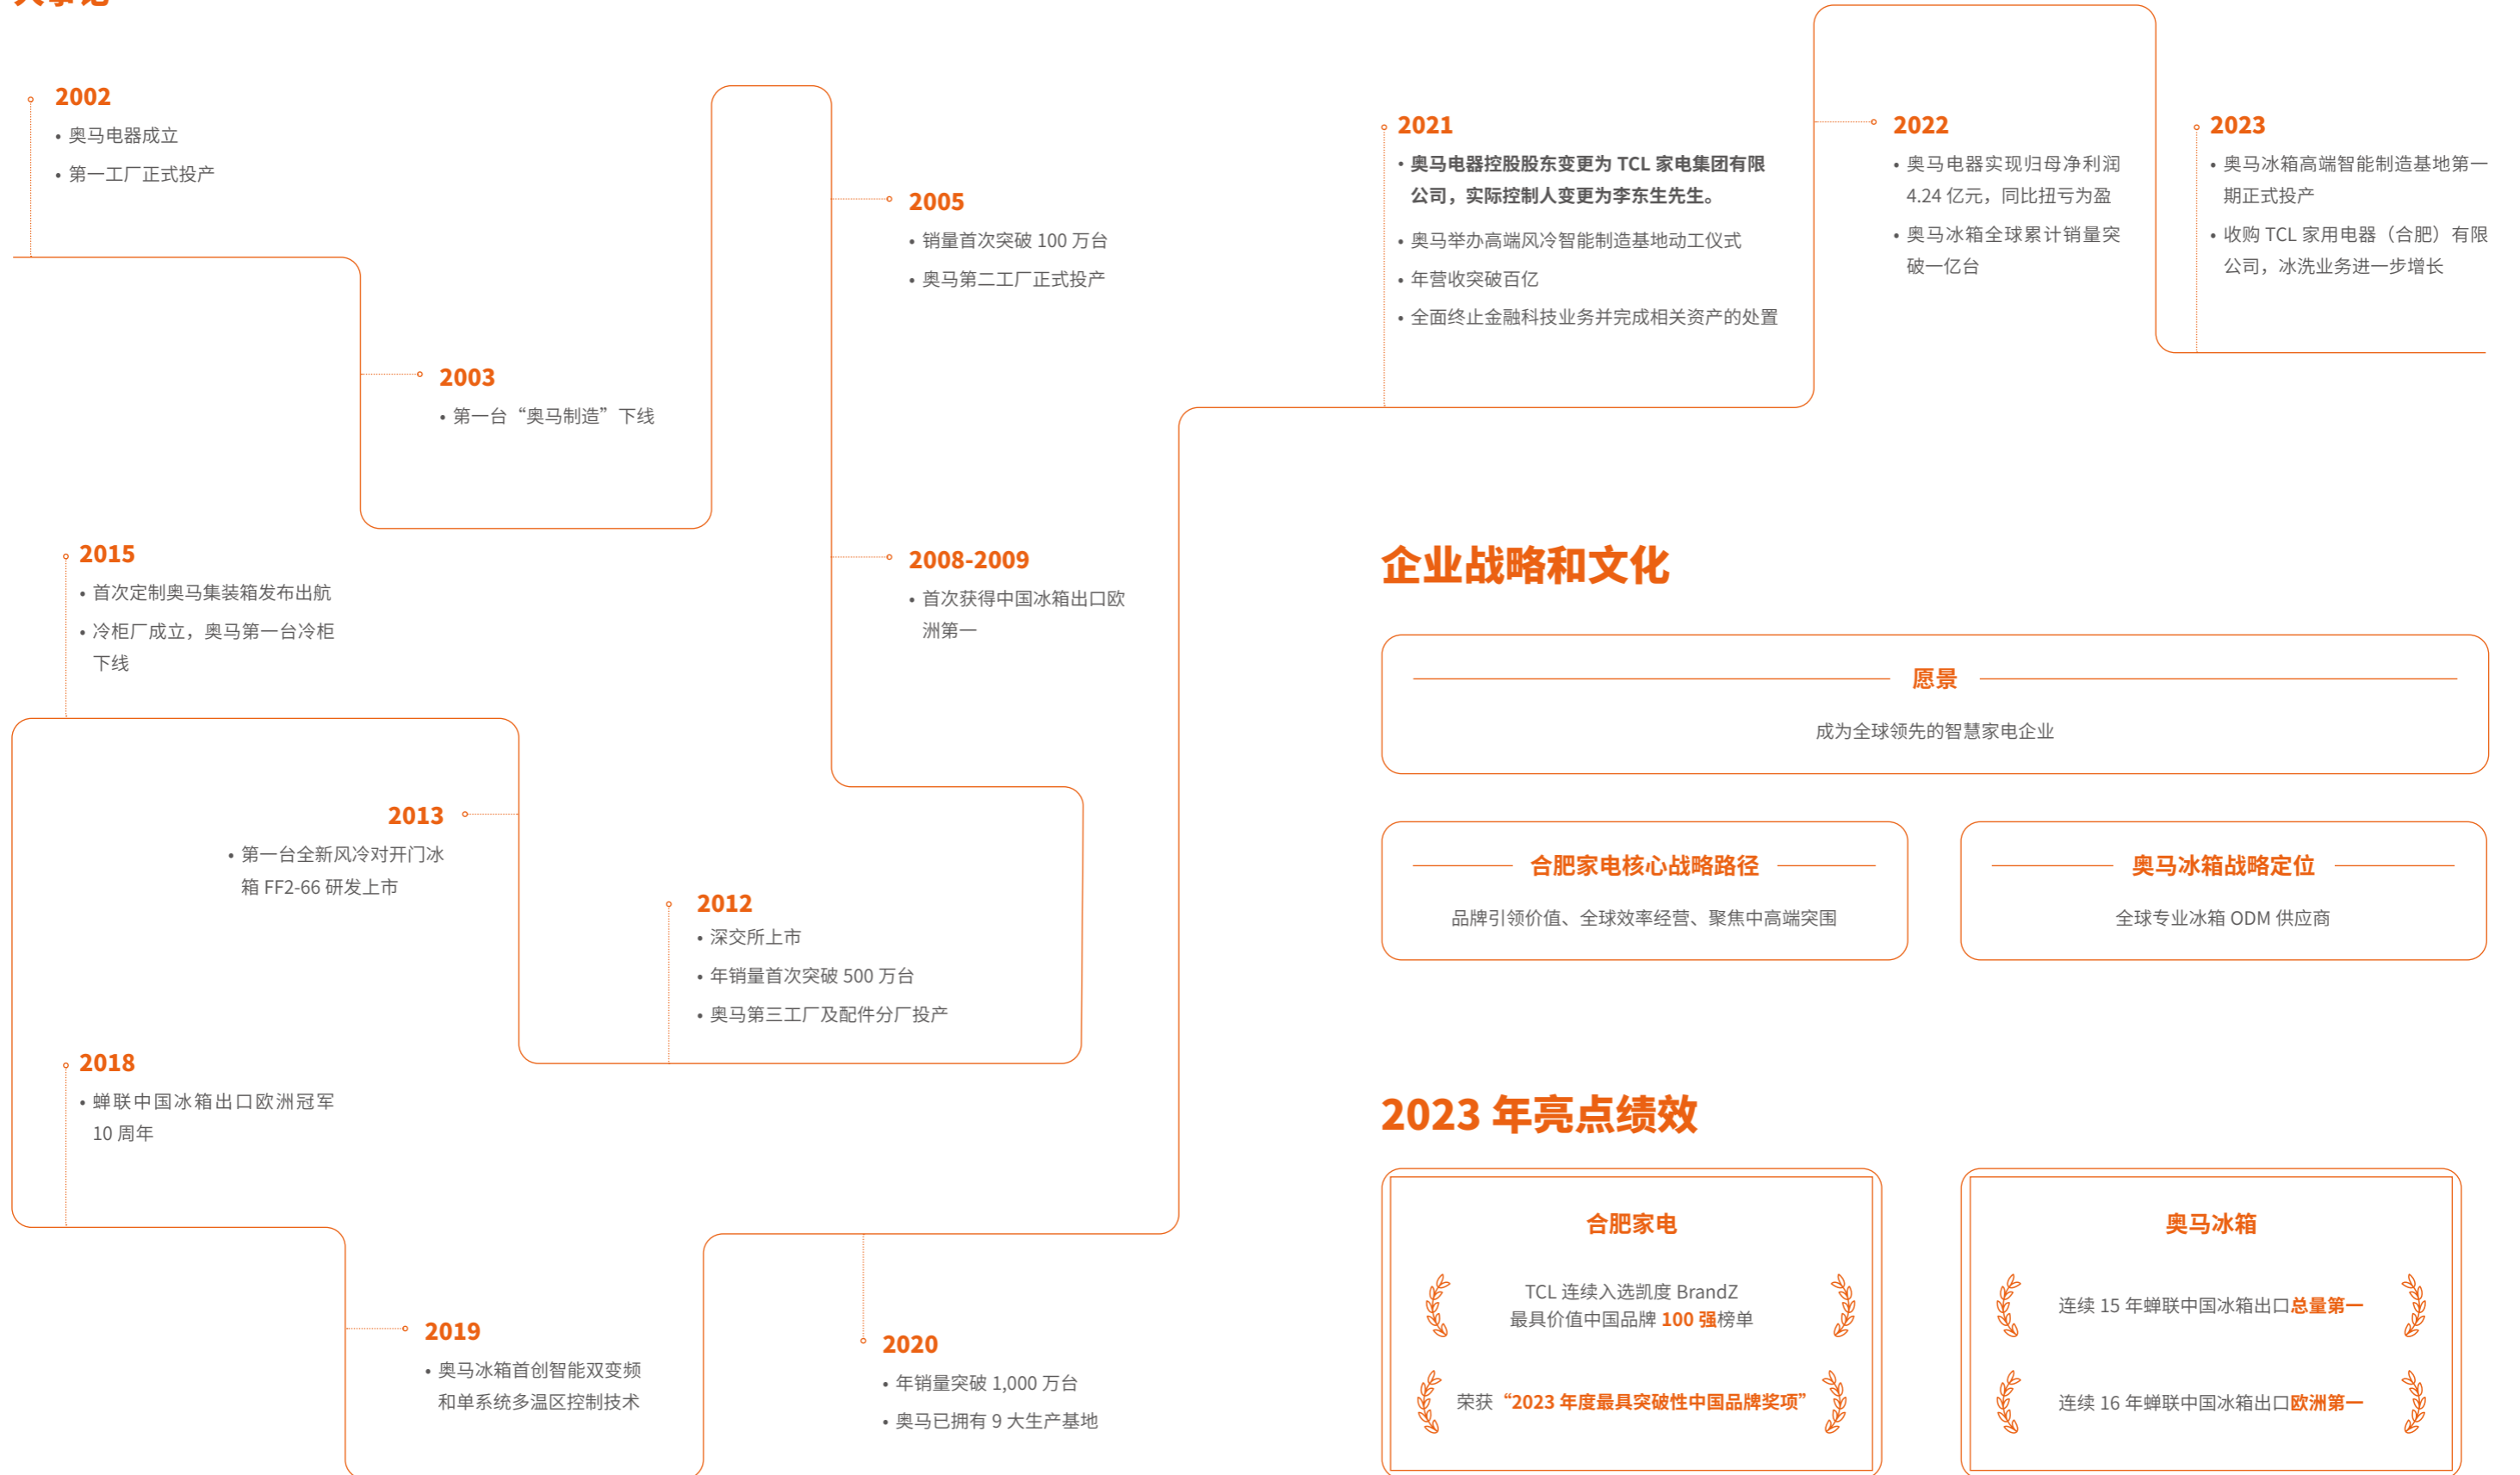 2002
• 奥马电器成立
• 第一工厂正式投产
2003
• 第一台“奥马制造”下线
2005
• 销量首次突破 100 万台
• 奥马第二工厂正式投产
2008-2009
• 首次获得中国冰箱出口欧
洲第一
2012
• 深交所上市
• 年销量首次突破 500 万台
• 奥马第三工厂及配件分厂投产
2013
• 第一台全新风冷对开门冰
箱 FF2-66 研发上市
2015
• 首次定制奥马集装箱发布出航
• 冷柜厂成立，奥马第一台冷柜
下线
2018
• 蝉联中国冰箱出口欧洲冠军
10 周年
2019
• 奥马冰箱首创智能双变频
和单系统多温区控制技术
2020
• 年销量突破 1,000 万台
• 奥马已拥有 9 大生产基地
2021
• 奥马电器控股股东变更为 TCL 家电集团有限
公司，实际控制人变更为李东生先生。
• 奥马举办高端风冷智能制造基地动工仪式
• 年营收突破百亿
• 全面终止金融科技业务并完成相关资产的处置
2022
• 奥马电器实现归母净利润
4.24 亿元，同比扭亏为盈
• 奥马冰箱全球累计销量突
破一亿台
2023
• 奥马冰箱高端智能制造基地第一
期正式投产
• 收购 TCL 家用电器（合肥）有限
公司，冰洗业务进一步增长
企业战略和文化
愿景
成为全球领先的智慧家电企业
合肥家电核心战略路径
品牌引领价值、全球效率经营、聚焦中高端突围
奥马冰箱战略定位
全球专业冰箱 ODM 供应商
2023 年亮点绩效
合肥家电
TCL 连续入选凯度 BrandZ
最具价值中国品牌 100 强榜单
荣获“2023 年度最具突破性中国品牌奖项”
奥马冰箱
连续 15 年蝉联中国冰箱出口总量第一
连续 16 年蝉联中国冰箱出口欧洲第一